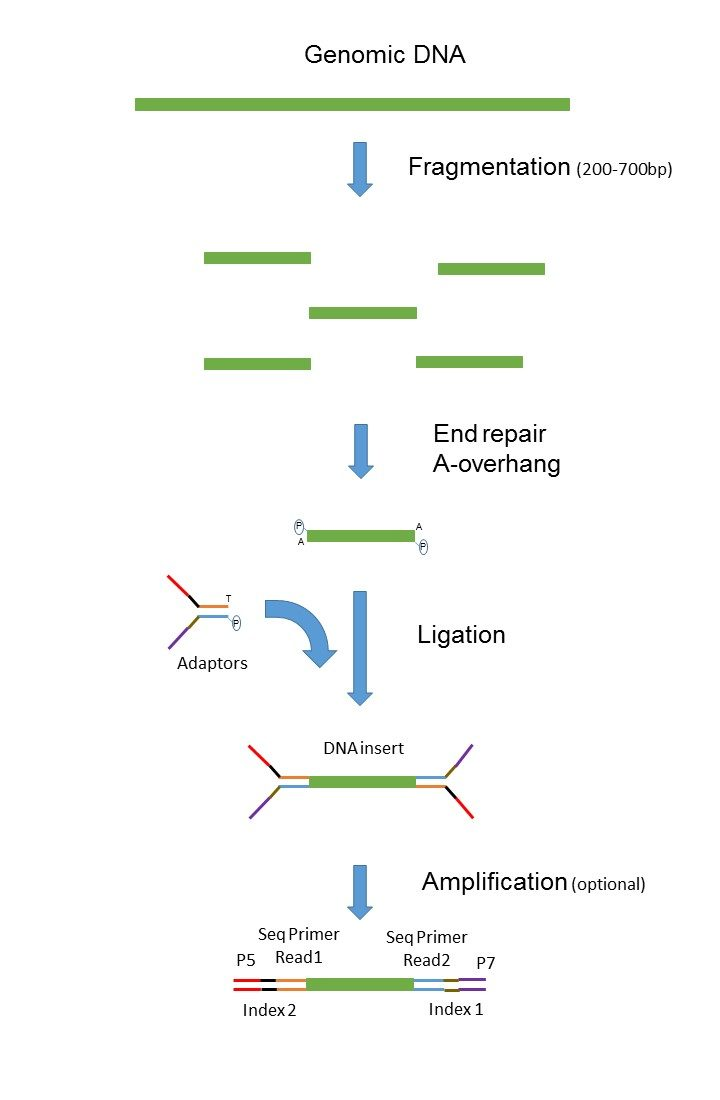 Genomic DNA
Fragmentation (200-700bp)
End repair
A-overhang
P
A
A
P
T
P
Adaptors
Ligation
DNA insert
Amplification (optional)
Seq Primer
Read1
Seq Primer
Read2
P5
P7
Index 2
Index 1